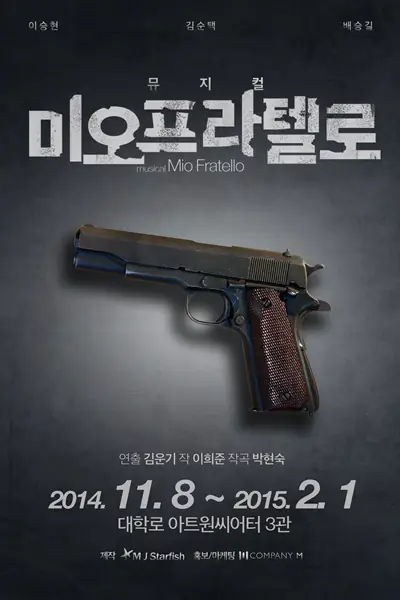 이승현 김순택 배승길
뮤지컬
미오프라텔로
musical Mio Fratello
연출 김운기 작 이희준 작곡 박현숙
2014. 11. 8 ~ 2015. 2. 1
대학로 아트원씨어터 3관
제작 M J Starfish 홍보/마케팅 COMPANY M